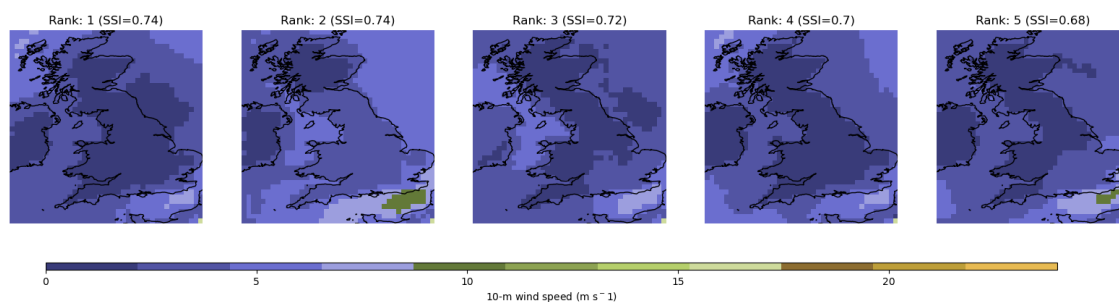 Rank: 1 (SSI=0.74) Rank: 2 (SSI=0.74) Rank: 3 (SSI=0.72) Rank: 4 (SSI=0.7) Rank: 5 (SSI=0.68)
0 5 10 15 20
10-m wind speed (m s⁻¹)